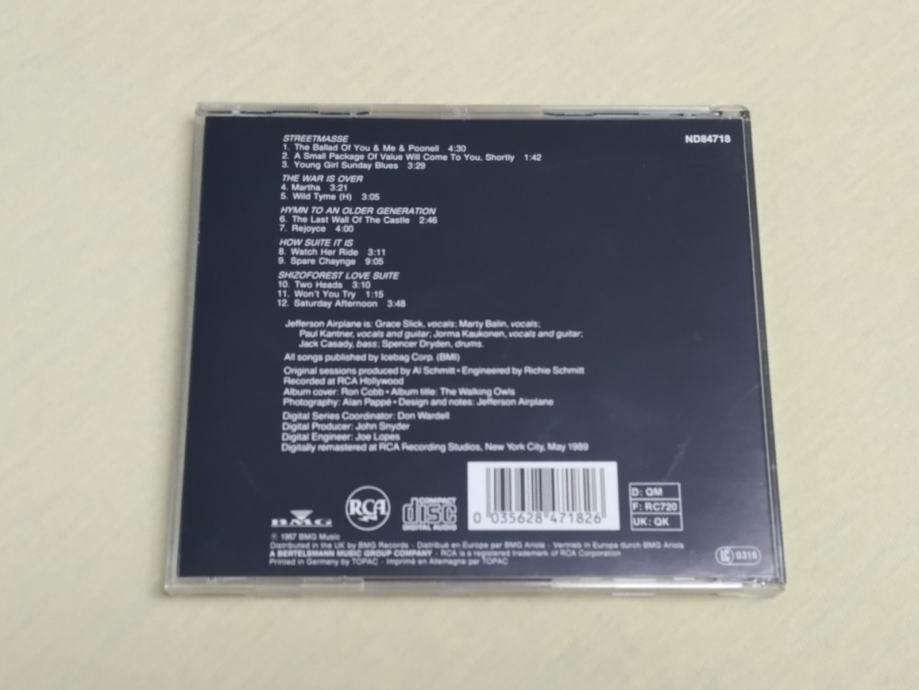 ND84718
STREETMASSE
1. The Ballad Of You & Me & Pooneil 4:30
2. A Small Package Of Value Will Come To You, Shortly 1:42
3. Young Girl Sunday Blues 3:29
THE WAR IS OVER
4. Martha 3:21
5. Wild Tyme (H) 3:05
HYMN TO AN OLDER GENERATION
6. The Last Wall Of The Castle 2:46
7. Rejoyce 4:00
HOW SUITE IT IS
8. Watch Her Ride 3:11
9. Spare Chaynge 9:05
SHIZOFOREST LOVE SUITE
10. Two Heads 3:10
11. Won't You Try 1:15
12. Saturday Afternoon 3:48
Jefferson Airplane is: Grace Slick, vocals; Marty Balin, vocals;
Paul Kantner, vocals and guitar; Jorma Kaukonen, vocals and guitar;
Jack Casady, bass; Spencer Dryden, drums.
All songs published by Icebag Corp. (BMI)
Original sessions produced by Al Schmitt • Engineered by Richie Schmitt
Recorded at RCA Hollywood
Album cover: Ron Cobb • Album title: The Walking Owls
Photography: Alan Pappé • Design and notes: Jefferson Airplane
Digital Series Coordinator: Don Wardell
Digital Producer: John Snyder
Digital Engineer: Joe Lopes
Digitally remastered at RCA Recording Studios, New York City, May 1989
BMG
RCA
COMPACT
disc
DIGITAL AUDIO
0 035628 471826
D: QM
F: RC720
UK: QK
℗ 1967 BMG Music
Distributed in the UK by BMG Records - Distribué en Europe par BMG Ariola - Vertrieb in Europe durch BMG Ariola
A BERTELSMANN MUSIC GROUP COMPANY - RCA is a registered trademark of RCA Corporation
Printed in Germany by TOPAC - Imprimé en Allemagne par TOPAC
LC 0316